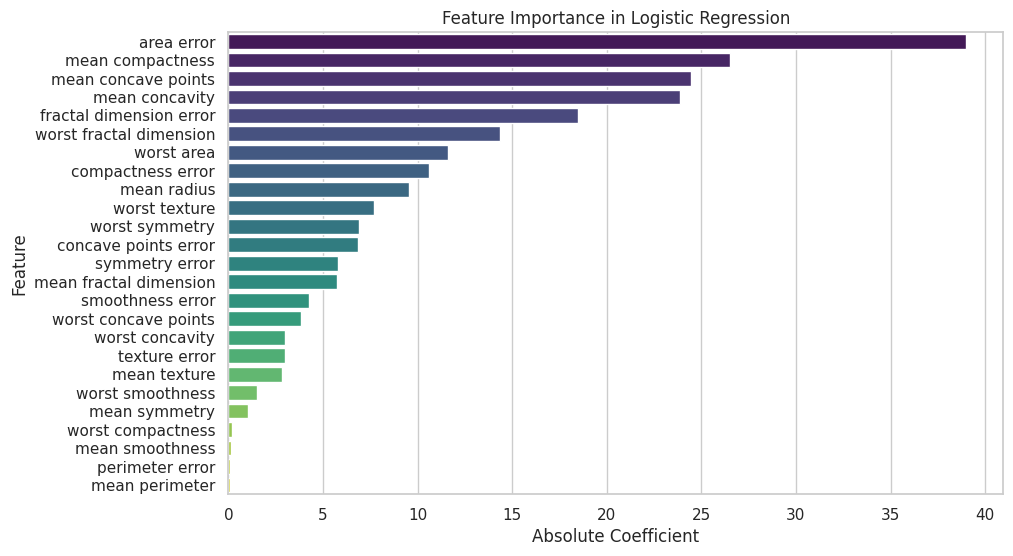 Feature Importance in Logistic Regression
area error
mean compactness
mean concave points
mean concavity
fractal dimension error
worst fractal dimension
worst area
compactness error
mean radius
worst texture
worst symmetry
concave points error
symmetry error
mean fractal dimension
smoothness error
worst concave points
worst concavity
texture error
mean texture
worst smoothness
mean symmetry
worst compactness
mean smoothness
perimeter error
mean perimeter
Feature
0 5 10 15 20 25 30 35 40
Absolute Coefficient